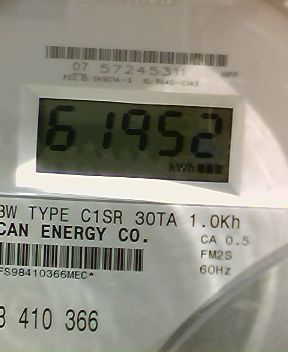 07 57245311
61952
kWh
3W TYPE C1SR 30TA 1.0Kh
CAN ENERGY CO.
CA 0.5
FM2S
60Hz
FS98410366MEC*
8 410 366